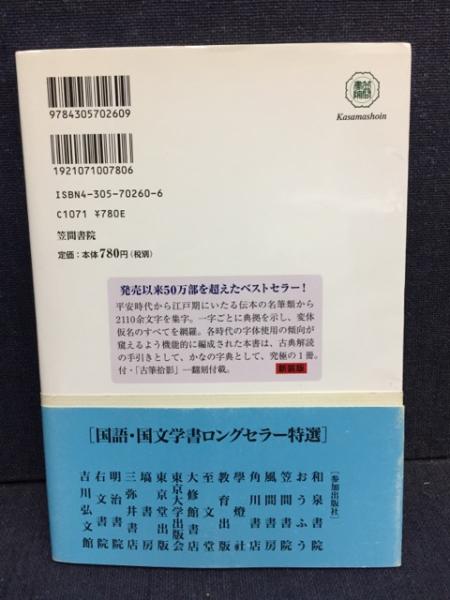 9784305702609
1921071007806
ISBN4-305-70260-6
C1071 ¥780E
笠間書院
定価：本体780円（税別）
笠間書院
Kasamashoin
発売以来50万部を超えたベストセラー！
平安時代から江戸期にいたる伝本の名筆類から
2110余文字を集字。一字ごとに典拠を示し、変体
仮名のすべてを網羅。各時代の字体使用の傾向が
窺えるよう機能的に編成された本書は、古典解読
の手引きとして、かなの字典として、究極の1冊。
付・「古筆拾影」一翻刻付載。
新装版
［国語・国文学書ロングセラー特選］
［参加出版社］
和泉書院
おうふう
笠間書院
風間書房
角川書店
學燈社
教育出版
至文堂
大修館書店
東京大学出版会
東京堂出版
塙書房
三弥井書店
明治書院
右文書院
吉川弘文館